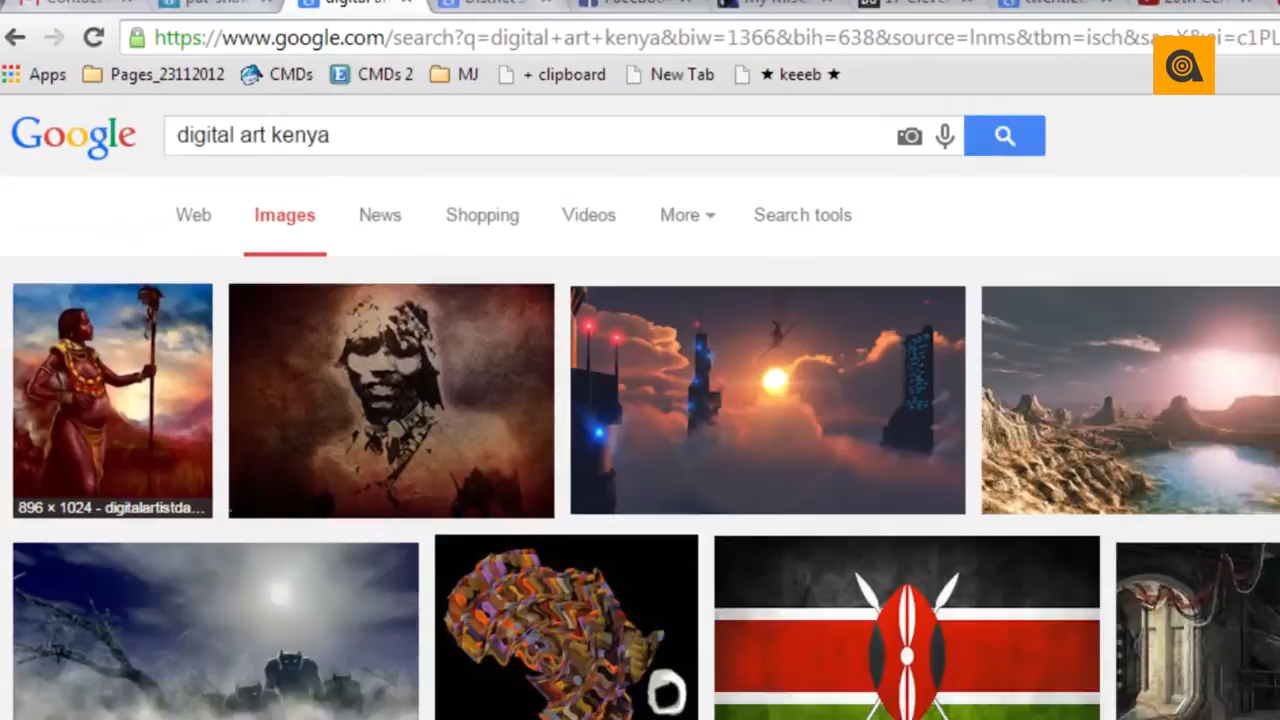 https://www.google.com/search?q=digital+art+kenya&biw=1366&bih=638&source=lnms&tbm=isch&sa=X&ei=c1PL
Apps Pages_23112012 CMDs CMDs 2 MJ + clipboard New Tab ★ keeeb ★
Google digital art kenya
Web Images News Shopping Videos More Search tools
896 × 1024 - digitalartistda...